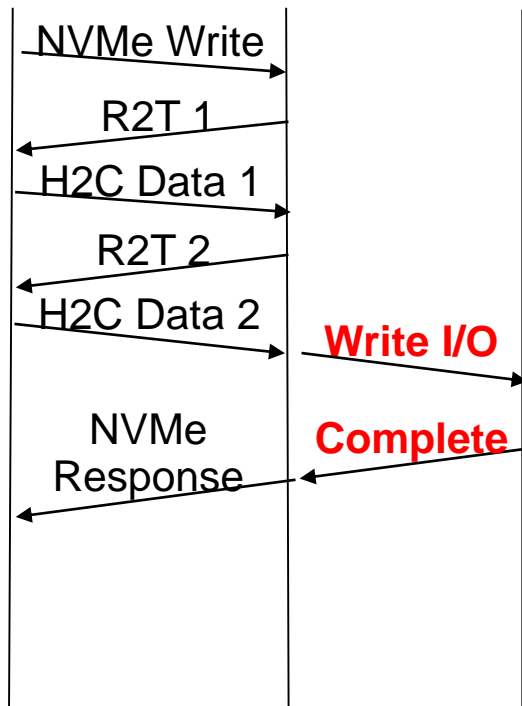 NVMe Write
R2T 1
H2C Data 1
R2T 2
H2C Data 2
Write I/O
NVMe
Response
Complete